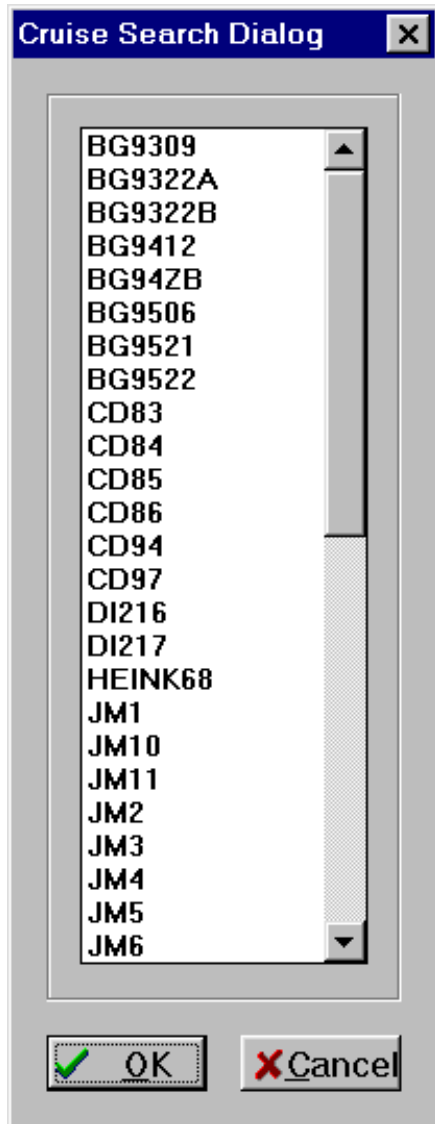 Cruise Search Dialog
BG9309
BG9322A
BG9322B
BG9412
BG94ZB
BG9506
BG9521
BG9522
CD83
CD84
CD85
CD86
CD94
CD97
DI216
DI217
HEINK68
JM1
JM10
JM11
JM2
JM3
JM4
JM5
JM6
OK Cancel